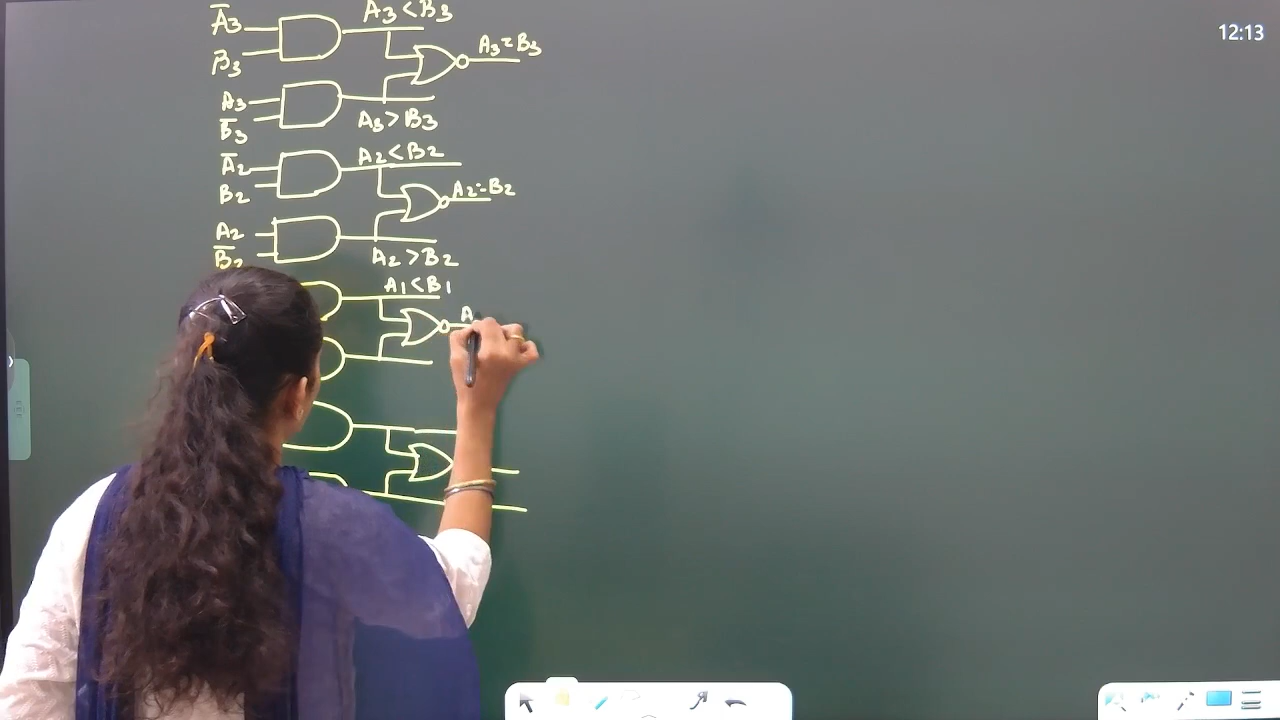 A̅3
A3 < B3
A3 = B3
B̅3
A3
B̅3
A3 > B3
A̅2
A2 < B2
B2
A2 = B2
A2
B̅2
A2 > B2
A1 < B1
A
12:13